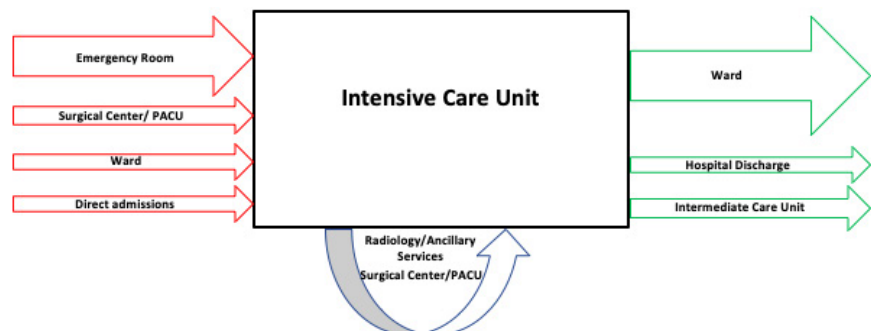 Emergency Room
Surgical Center/ PACU
Ward
Direct admissions
Intensive Care Unit
Radiology/Ancillary
Services
Surgical Center/PACU
Ward
Hospital Discharge
Intermediate Care Unit